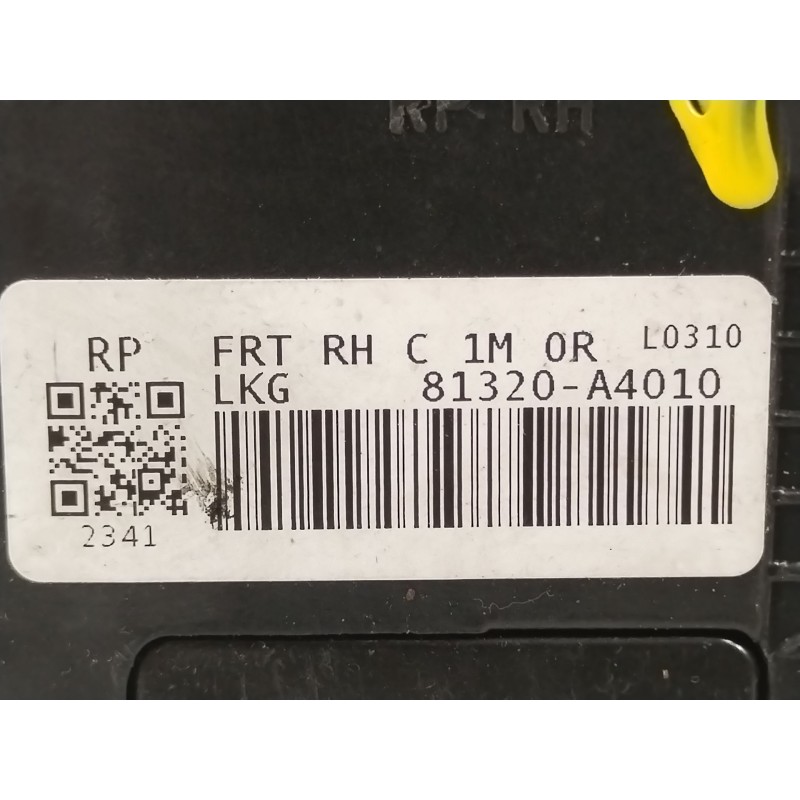 RP RH
RP FRT RH C 1M 0R L0310
LKG 81320-A4010
2341